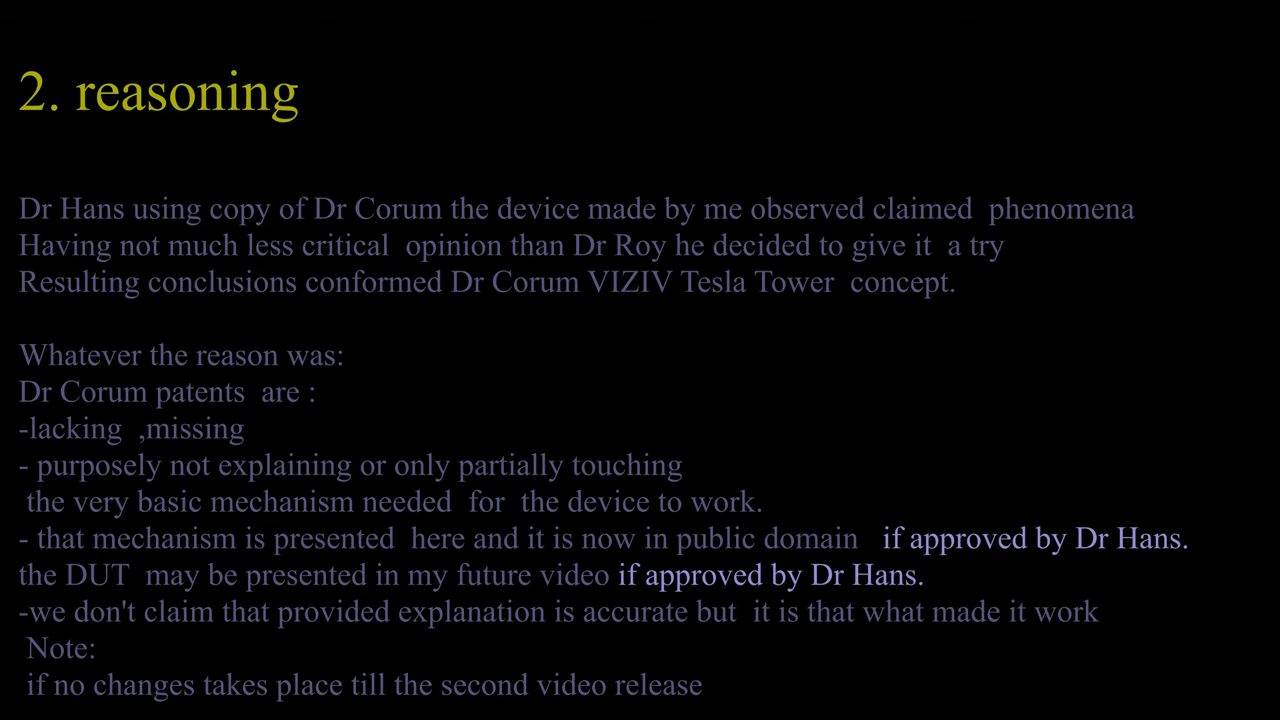 2. reasoning
Dr Hans using copy of Dr Corum the device made by me observed claimed  phenomena
Having not much less critical  opinion than Dr Roy he decided to give it  a try
Resulting conclusions conformed Dr Corum VIZIV Tesla Tower  concept.
Whatever the reason was:
Dr Corum patents  are :
-lacking  ,missing
- purposely not explaining or only partially touching
the very basic mechanism needed  for  the device to work.
- that mechanism is presented  here and it is now in public domain   if approved by Dr Hans.
the DUT  may be presented in my future video if approved by Dr Hans.
-we don't claim that provided explanation is accurate but  it is that what made it work
Note:
if no changes takes place till the second video release